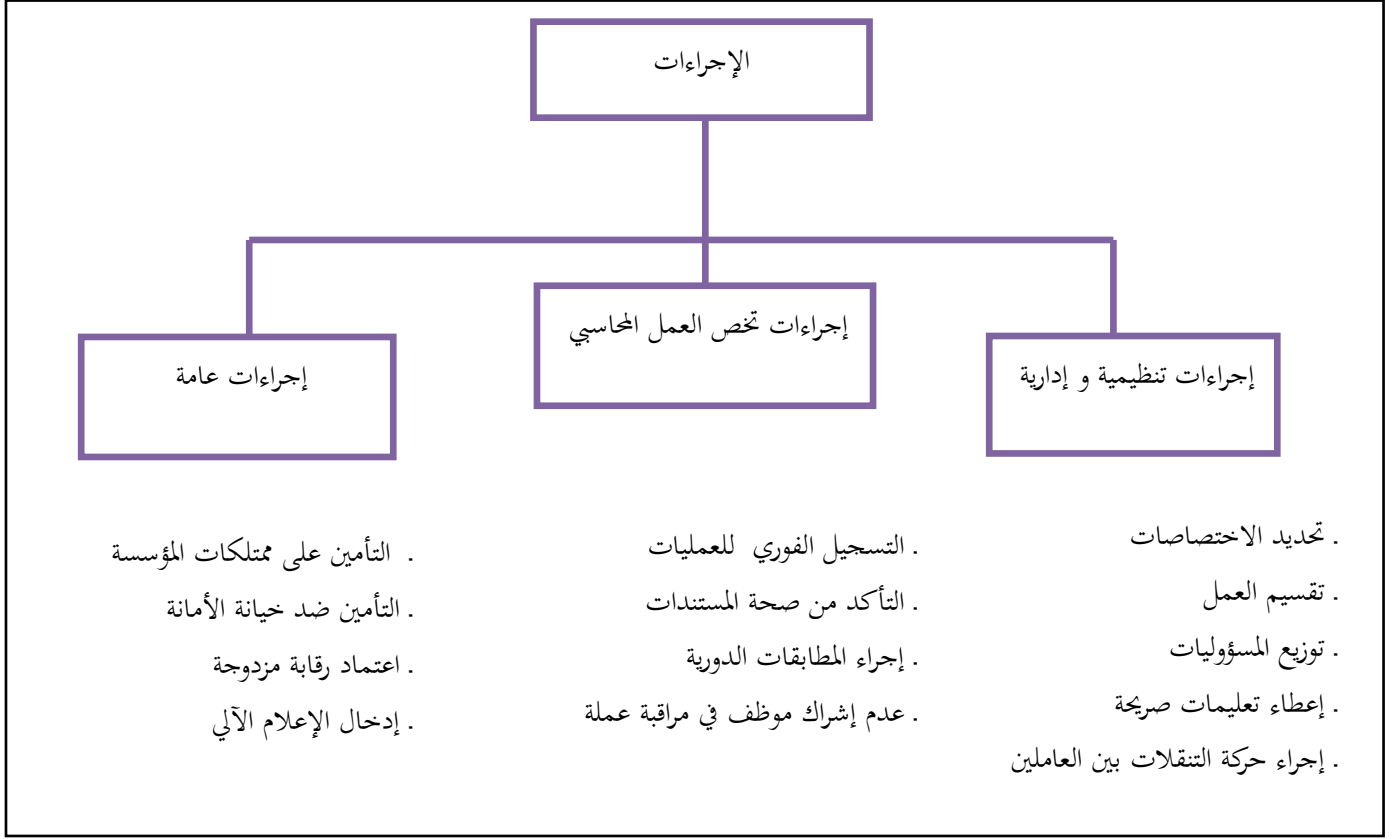 الإجراءات
إجراءات تنظيمية و إدارية
إجراءات تخص العمل المحاسبي
إجراءات عامة
. تحديد الاختصاصات
. تقسيم العمل
. توزيع المسؤوليات
. إعطاء تعليمات صريحة
. إجراء حركة التنقلات بين العاملين
. التسجيل الفوري للعمليات
. التأكد من صحة المستندات
. إجراء المطابقات الدورية
. عدم إشراك موظف في مراقبة عملة
. التأمين على ممتلكات المؤسسة
. التأمين ضد خيانة الأمانة
. اعتماد رقابة مزدوجة
. إدخال الإعلام الآلي